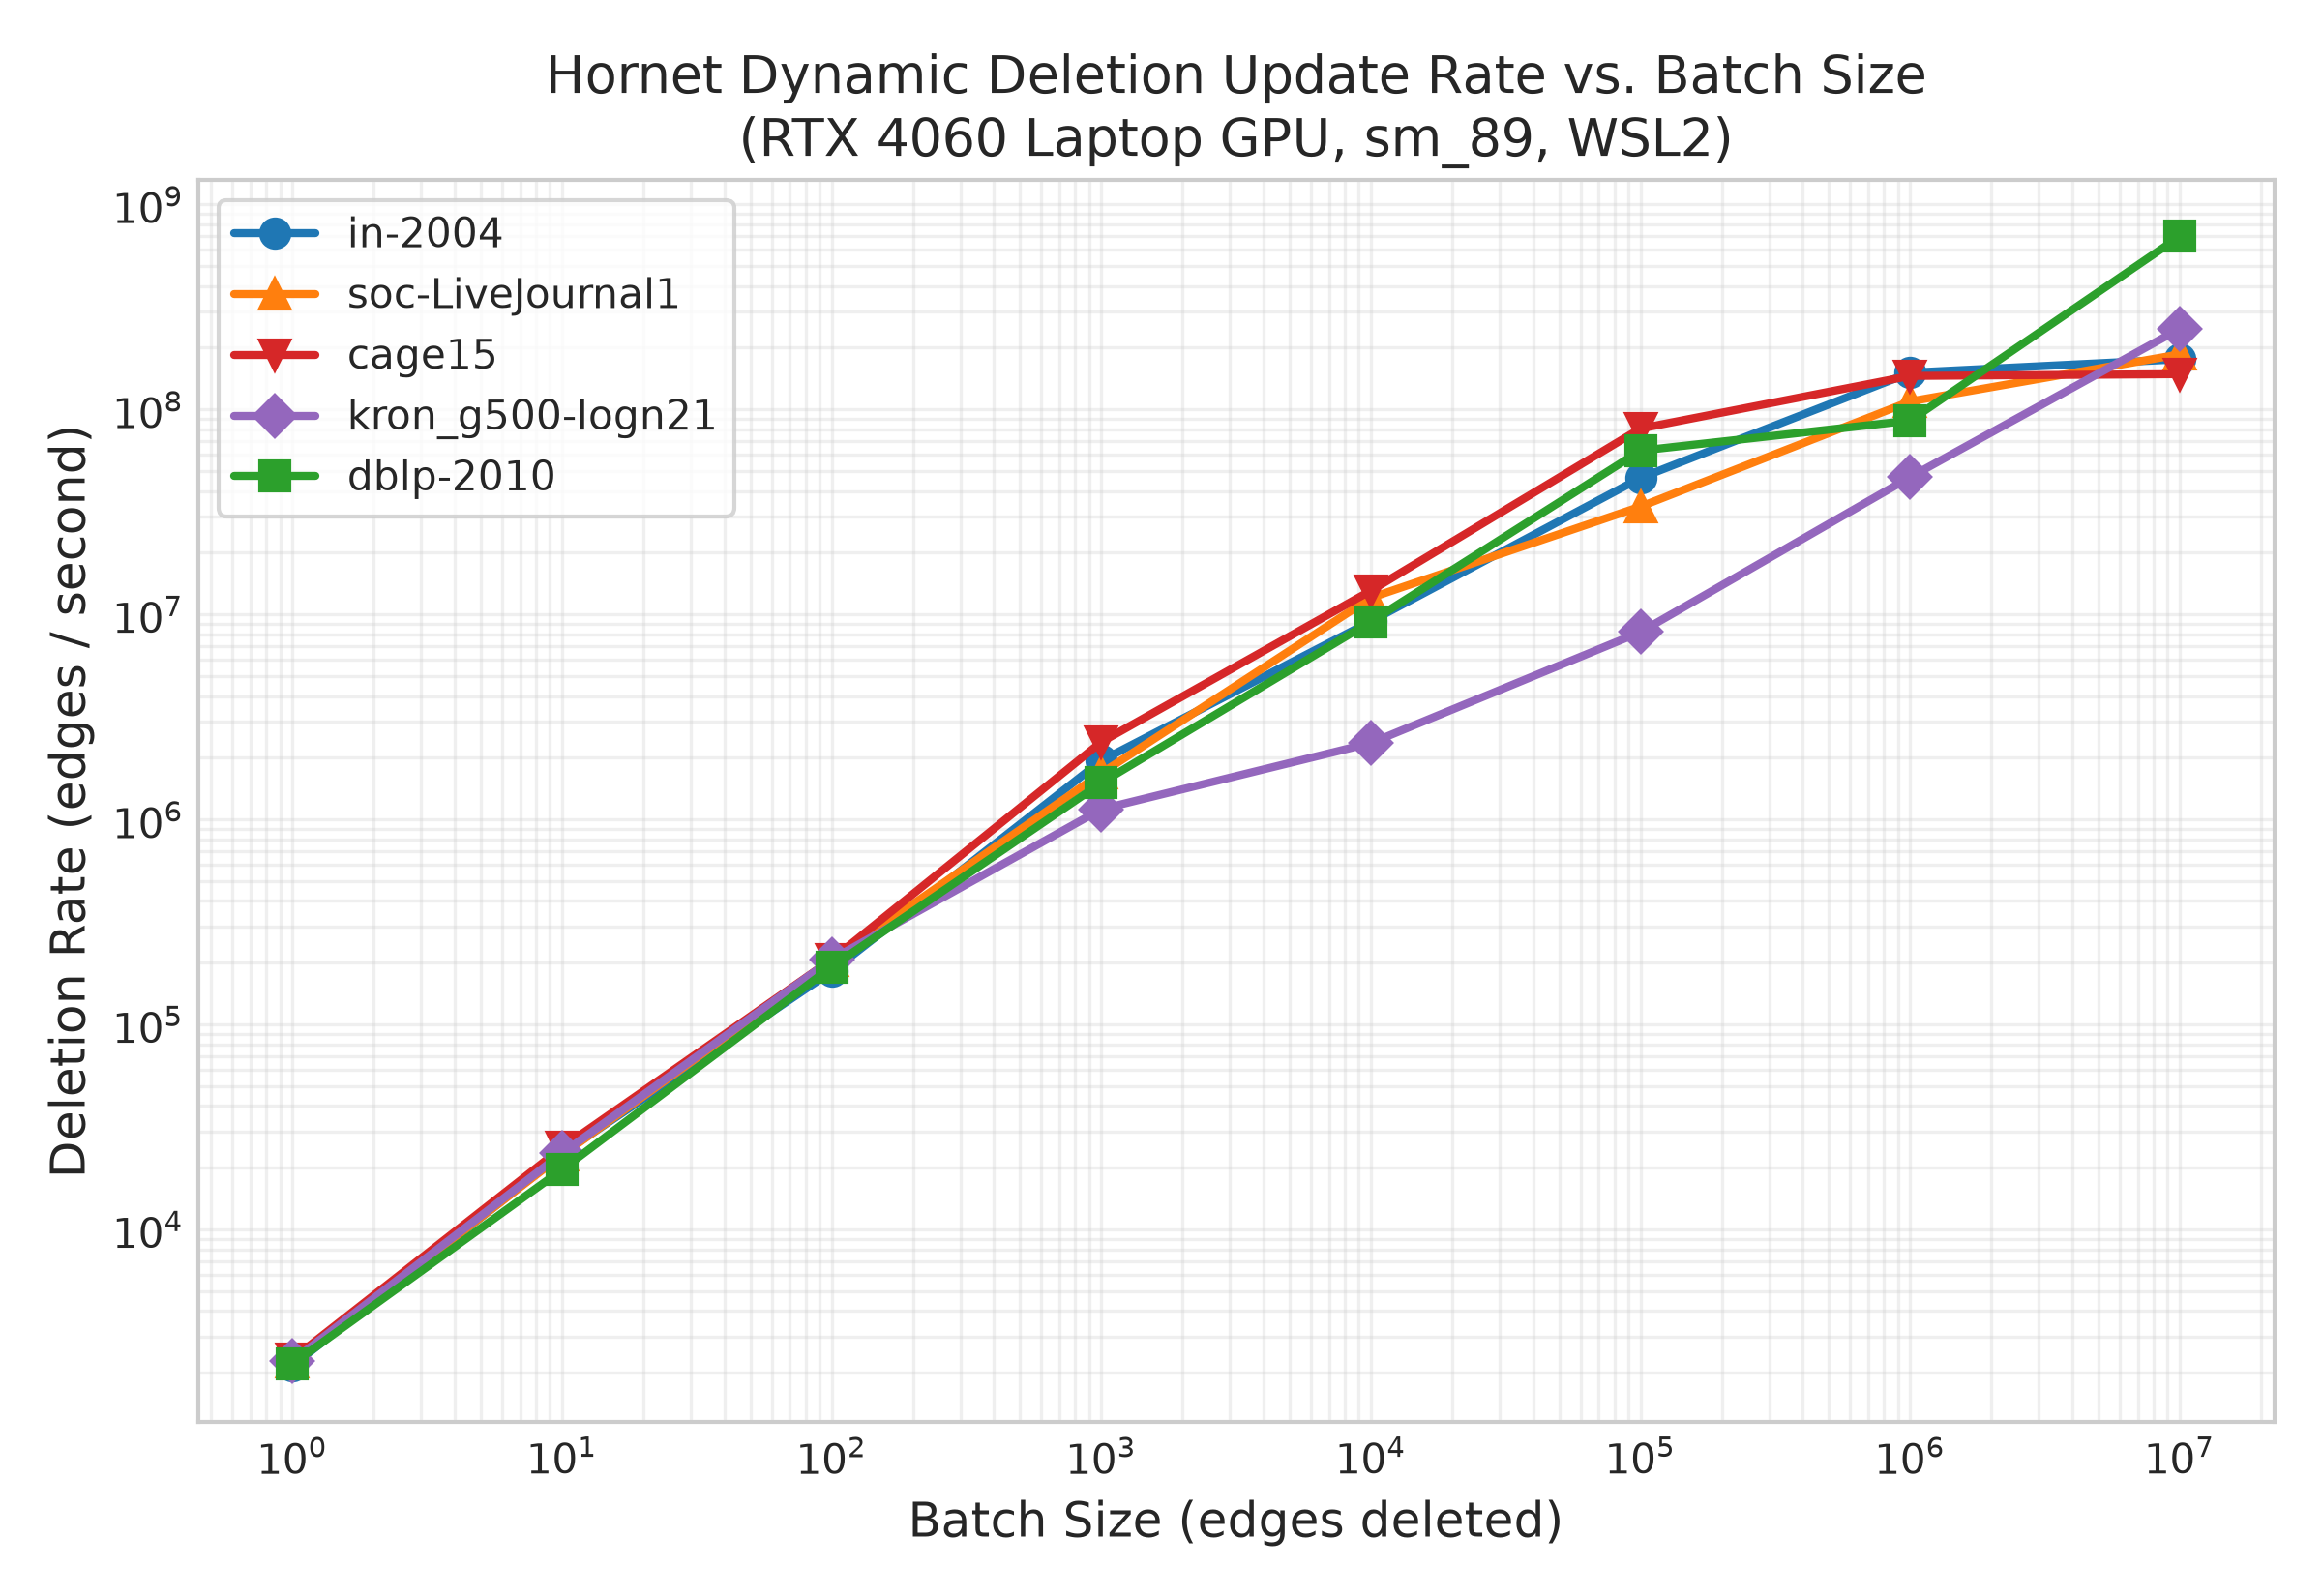 Hornet Dynamic Deletion Update Rate vs. Batch Size
(RTX 4060 Laptop GPU, sm_89, WSL2)
in-2004
soc-LiveJournal1
cage15
kron_g500-logn21
dblp-2010
Deletion Rate (edges / second)
10⁹
10⁸
10⁷
10⁶
10⁵
10⁴
10⁰ 10¹ 10² 10³ 10⁴ 10⁵ 10⁶ 10⁷
Batch Size (edges deleted)